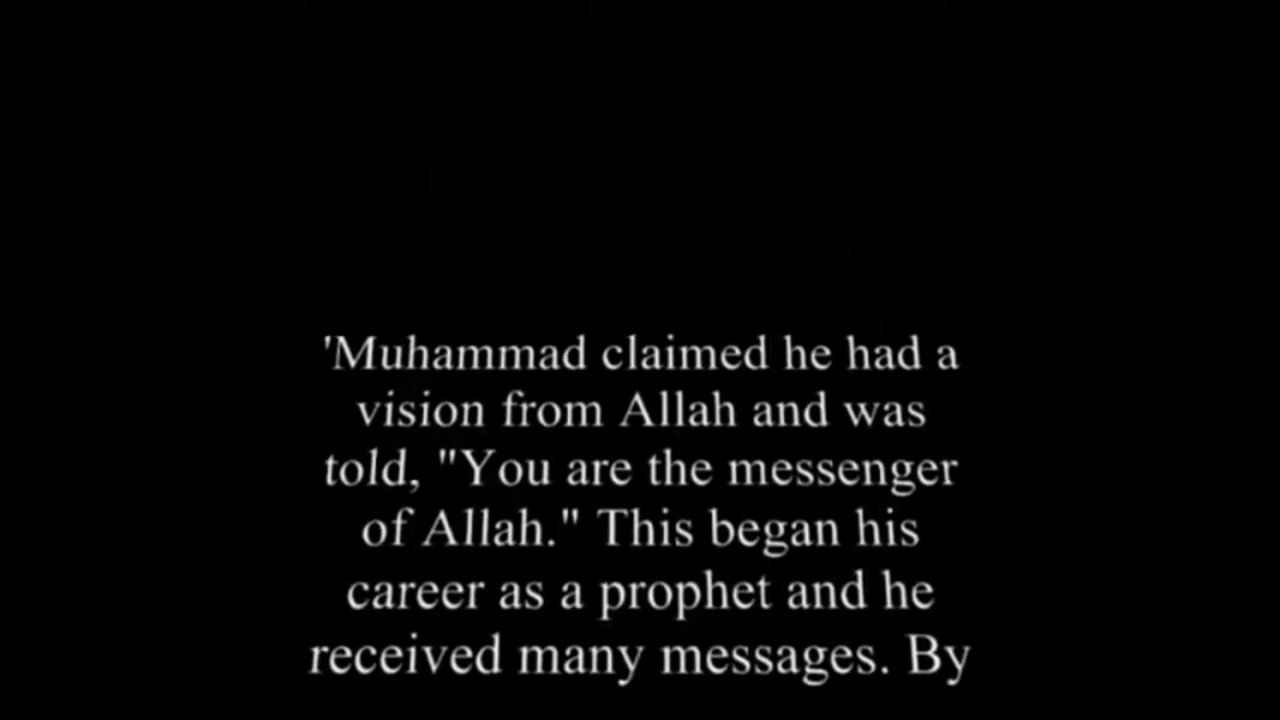 'Muhammad claimed he had a
vision from Allah and was
told, "You are the messenger
of Allah." This began his
career as a prophet and he
received many messages. By